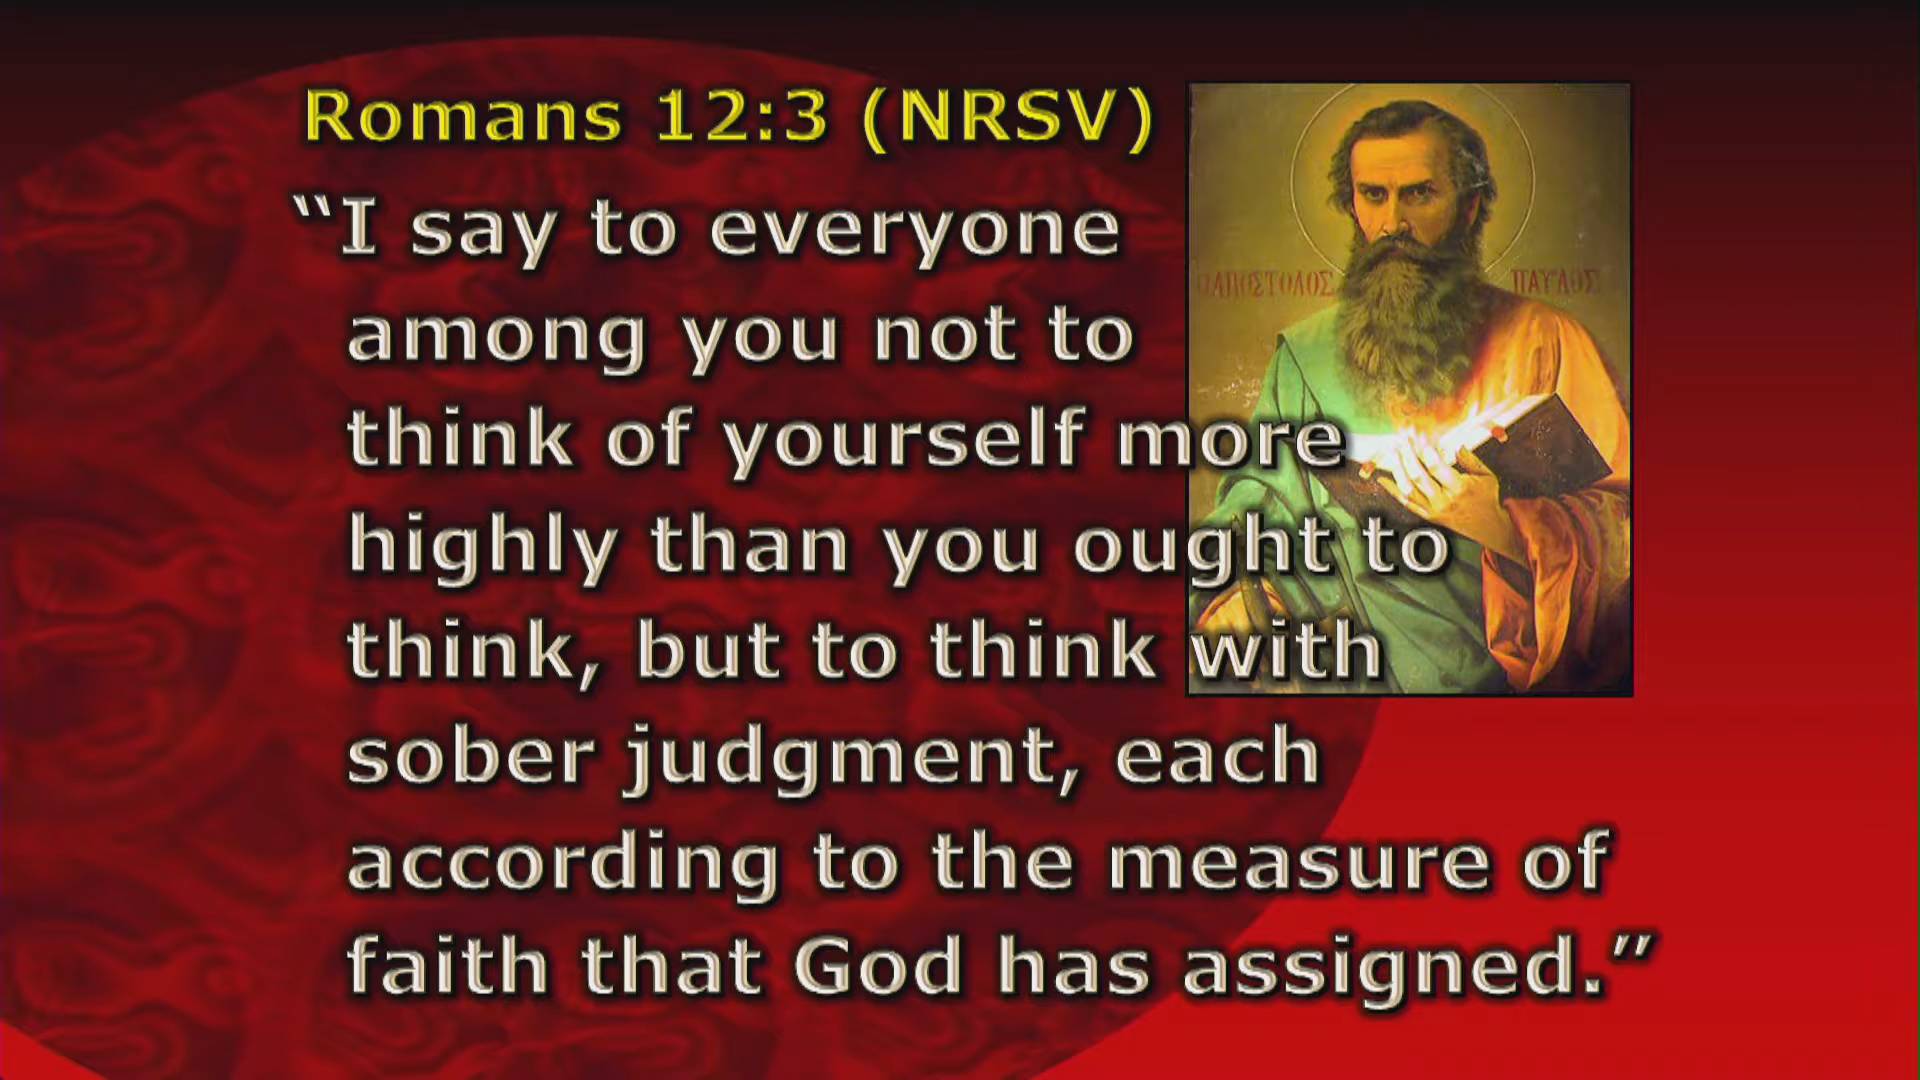 Romans 12:3 (NRSV)
“I say to everyone
among you not to
think of yourself more
highly than you ought to
think, but to think with
sober judgment, each
according to the measure of
faith that God has assigned.”
ΑΠΟΣΤΟΛΟΣ ΠΑΥΛΟΣ